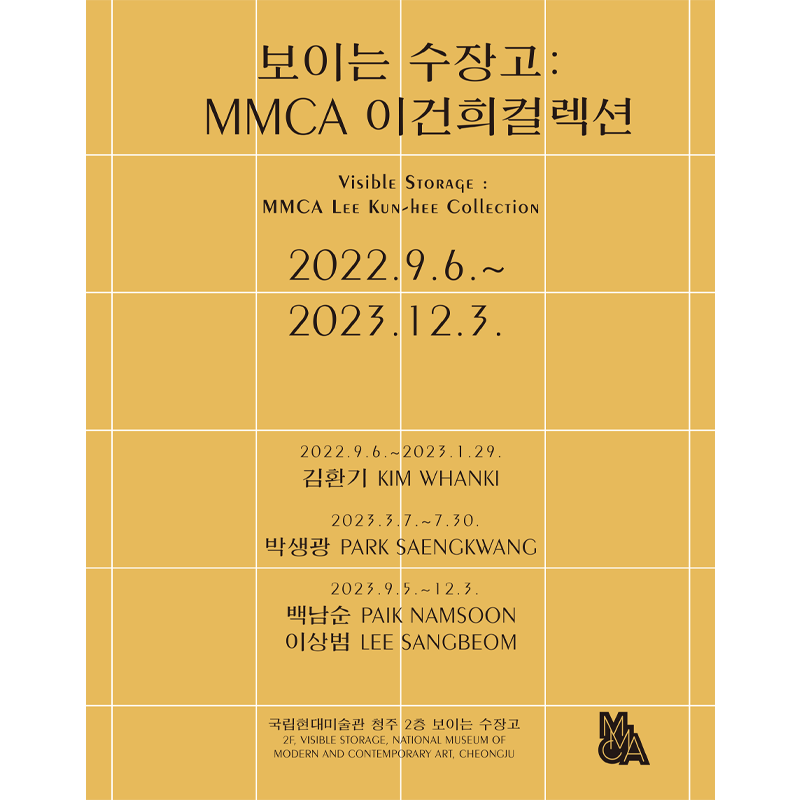 보이는 수장고:
MMCA 이건희컬렉션
Visible Storage :
MMCA Lee Kun-hee Collection
2022.9.6.~
2023.12.3.
2022.9.6.~2023.1.29.
김환기 KIM WHANKI
2023.3.7.~7.30.
박생광 PARK SAENGKWANG
2023.9.5.~12.3.
백남순 PAIK NAMSOON
이상범 LEE SANGBEOM
국립현대미술관 청주 2층 보이는 수장고
2F, VISIBLE STORAGE, NATIONAL MUSEUM OF
MODERN AND CONTEMPORARY ART, CHEONGJU
MMCA